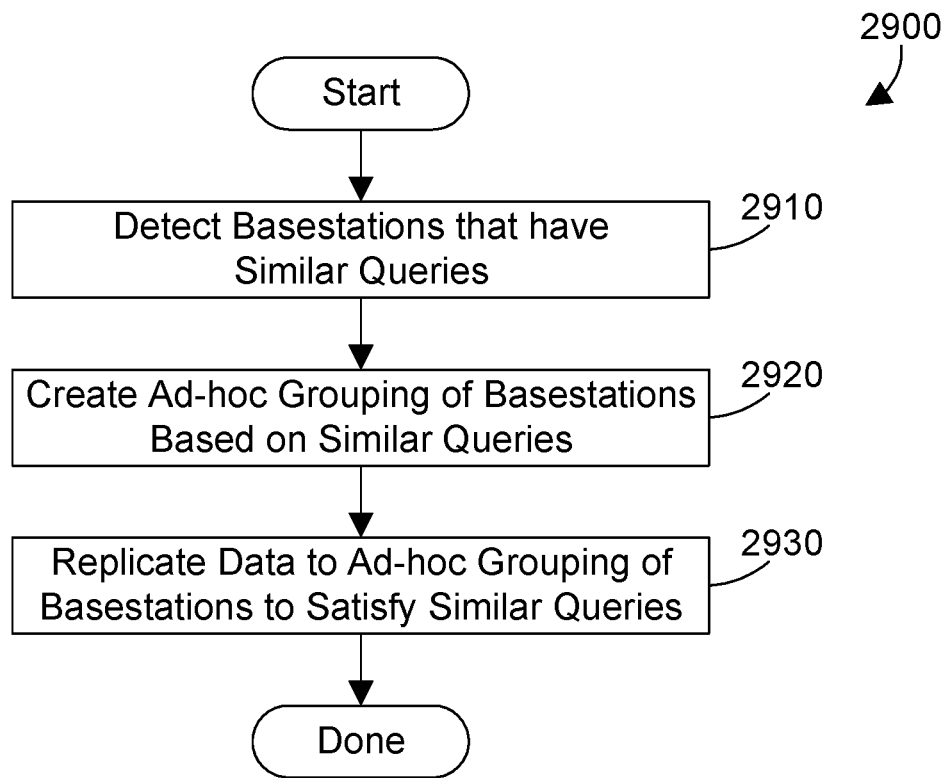 2900
Start
Detect Basestations that have
Similar Queries
2910
Create Ad-hoc Grouping of Basestations
Based on Similar Queries
2920
Replicate Data to Ad-hoc Grouping of
Basestations to Satisfy Similar Queries
2930
Done